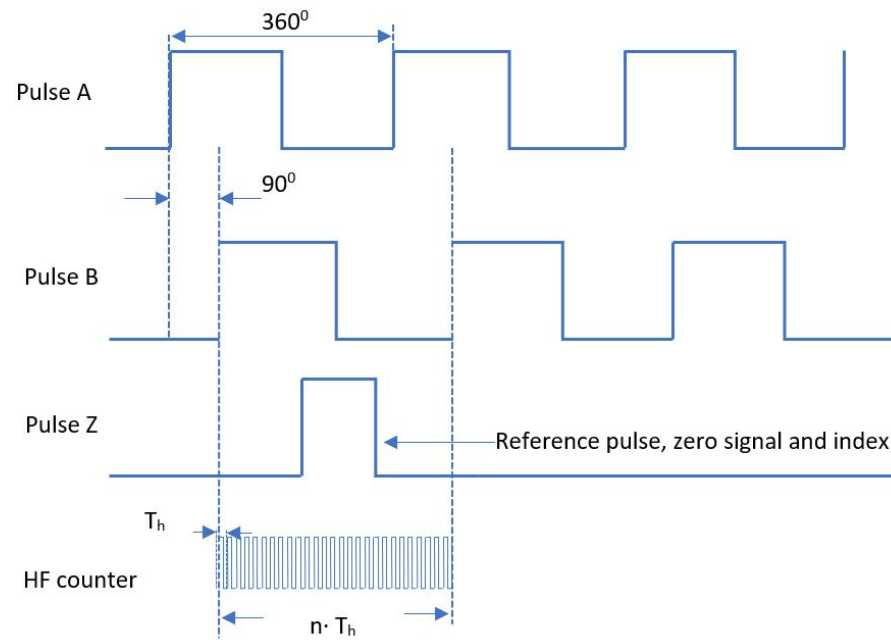 360⁰
Pulse A
90⁰
Pulse B
Pulse Z
Reference pulse, zero signal and index
Tₕ
HF counter
n· Tₕ